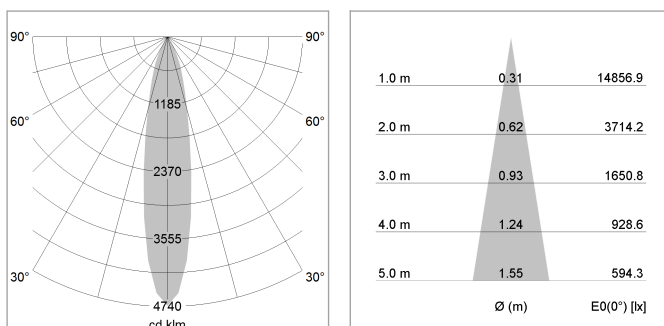 90° 90°
1185
60° 60°
2370
3555
30° 30°
4740
cd klm
1.0 m 0.31 14856.9
2.0 m 0.62 3714.2
3.0 m 0.93 1650.8
4.0 m 1.24 928.6
5.0 m 1.55 594.3
Ø (m) E0(0°) [lx]